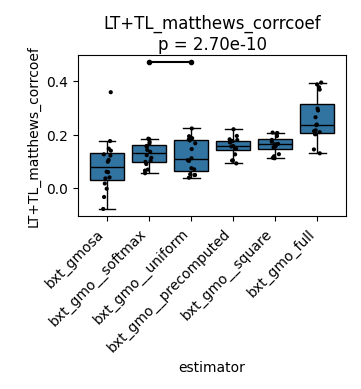 LT+TL_matthews_corrcoef
p = 2.70e-10
LT+TL_matthews_corrcoef
0.4
0.2
0.0
bxt_gmosa
bxt_gmo__softmax
bxt_gmo__uniform
bxt_gmo__precomputed
bxt_gmo__square
bxt_gmo_full
estimator